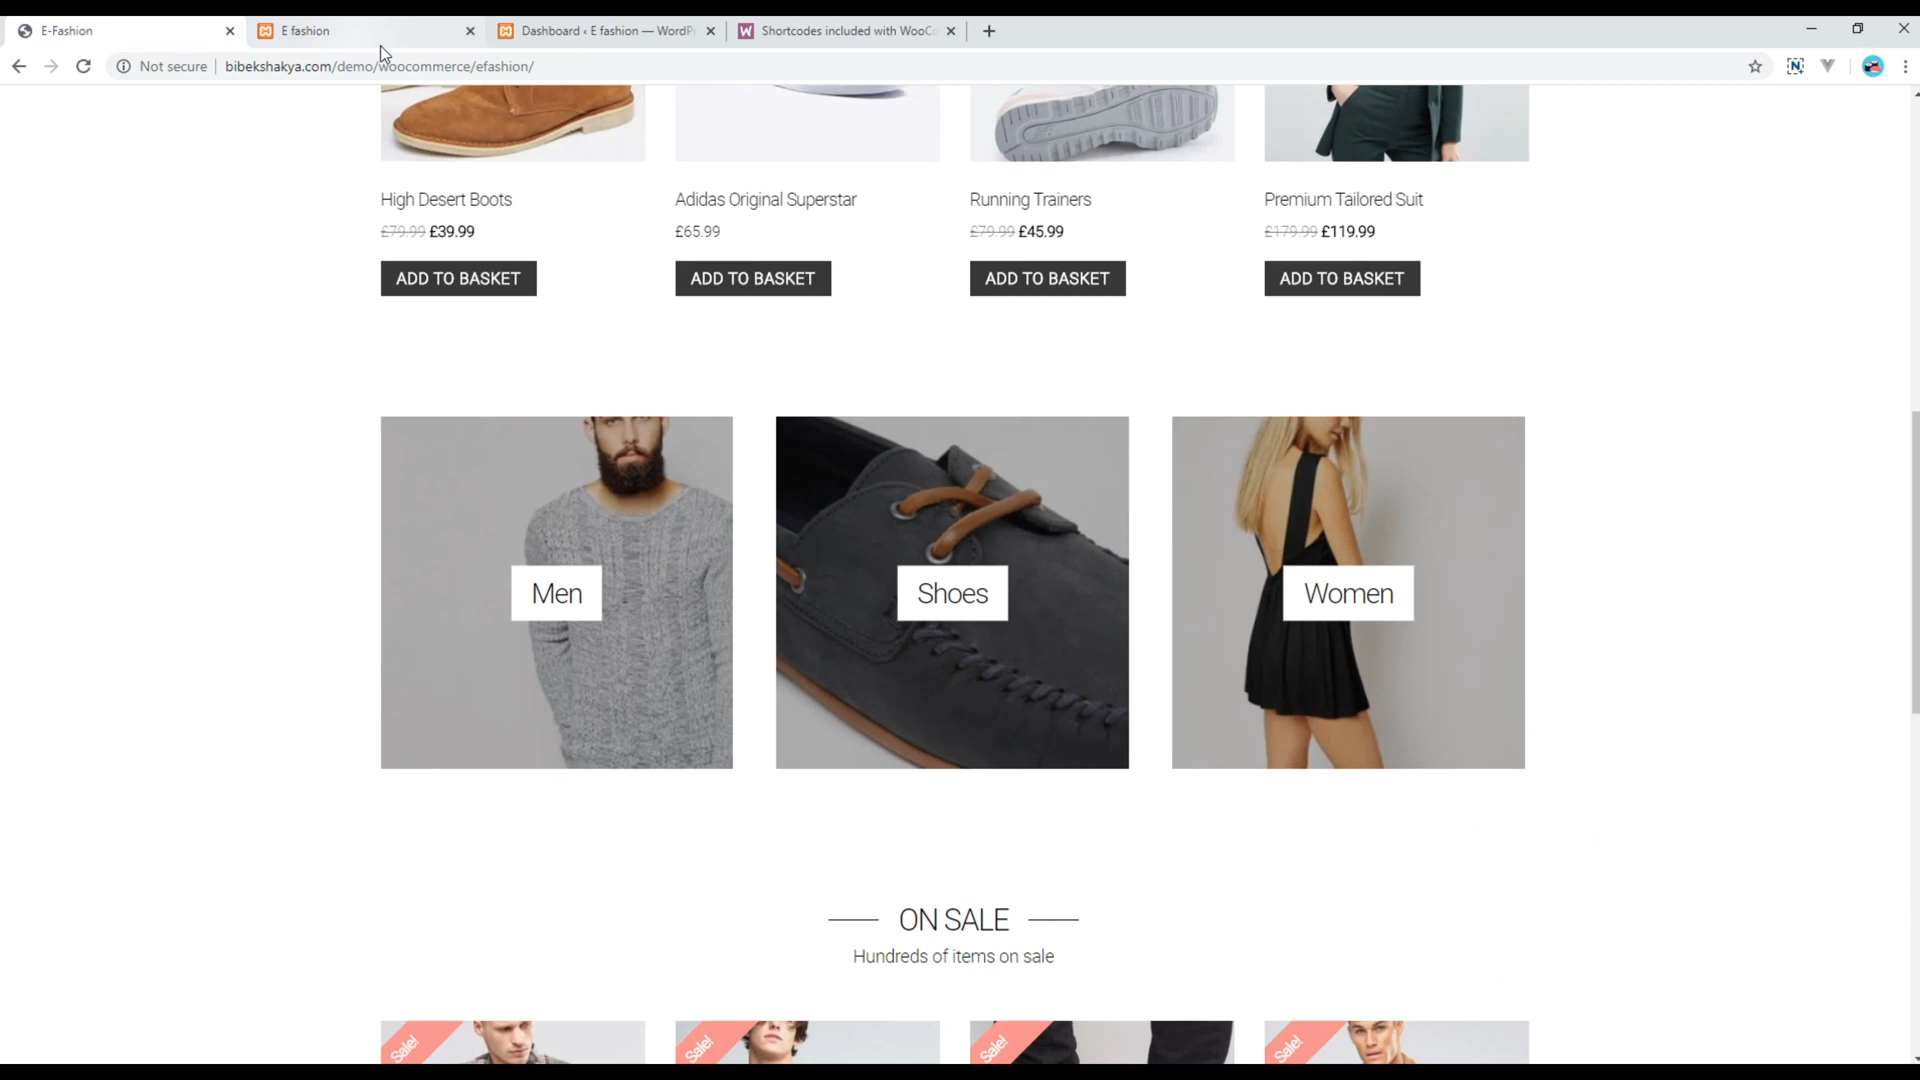 E-Fashion
E fashion
Dashboard ‹ E fashion — WordPr
Shortcodes included with WooCo
Not secure
bibekshakya.com/demo/woocommerce/efashion/
High Desert Boots
Adidas Original Superstar
Running Trainers
Premium Tailored Suit
£79.99 £39.99
£65.99
£79.99 £45.99
£179.99 £119.99
ADD TO BASKET
ADD TO BASKET
ADD TO BASKET
ADD TO BASKET
Men
Shoes
Women
ON SALE
Hundreds of items on sale
Sale!
Sale!
Sale!
Sale!